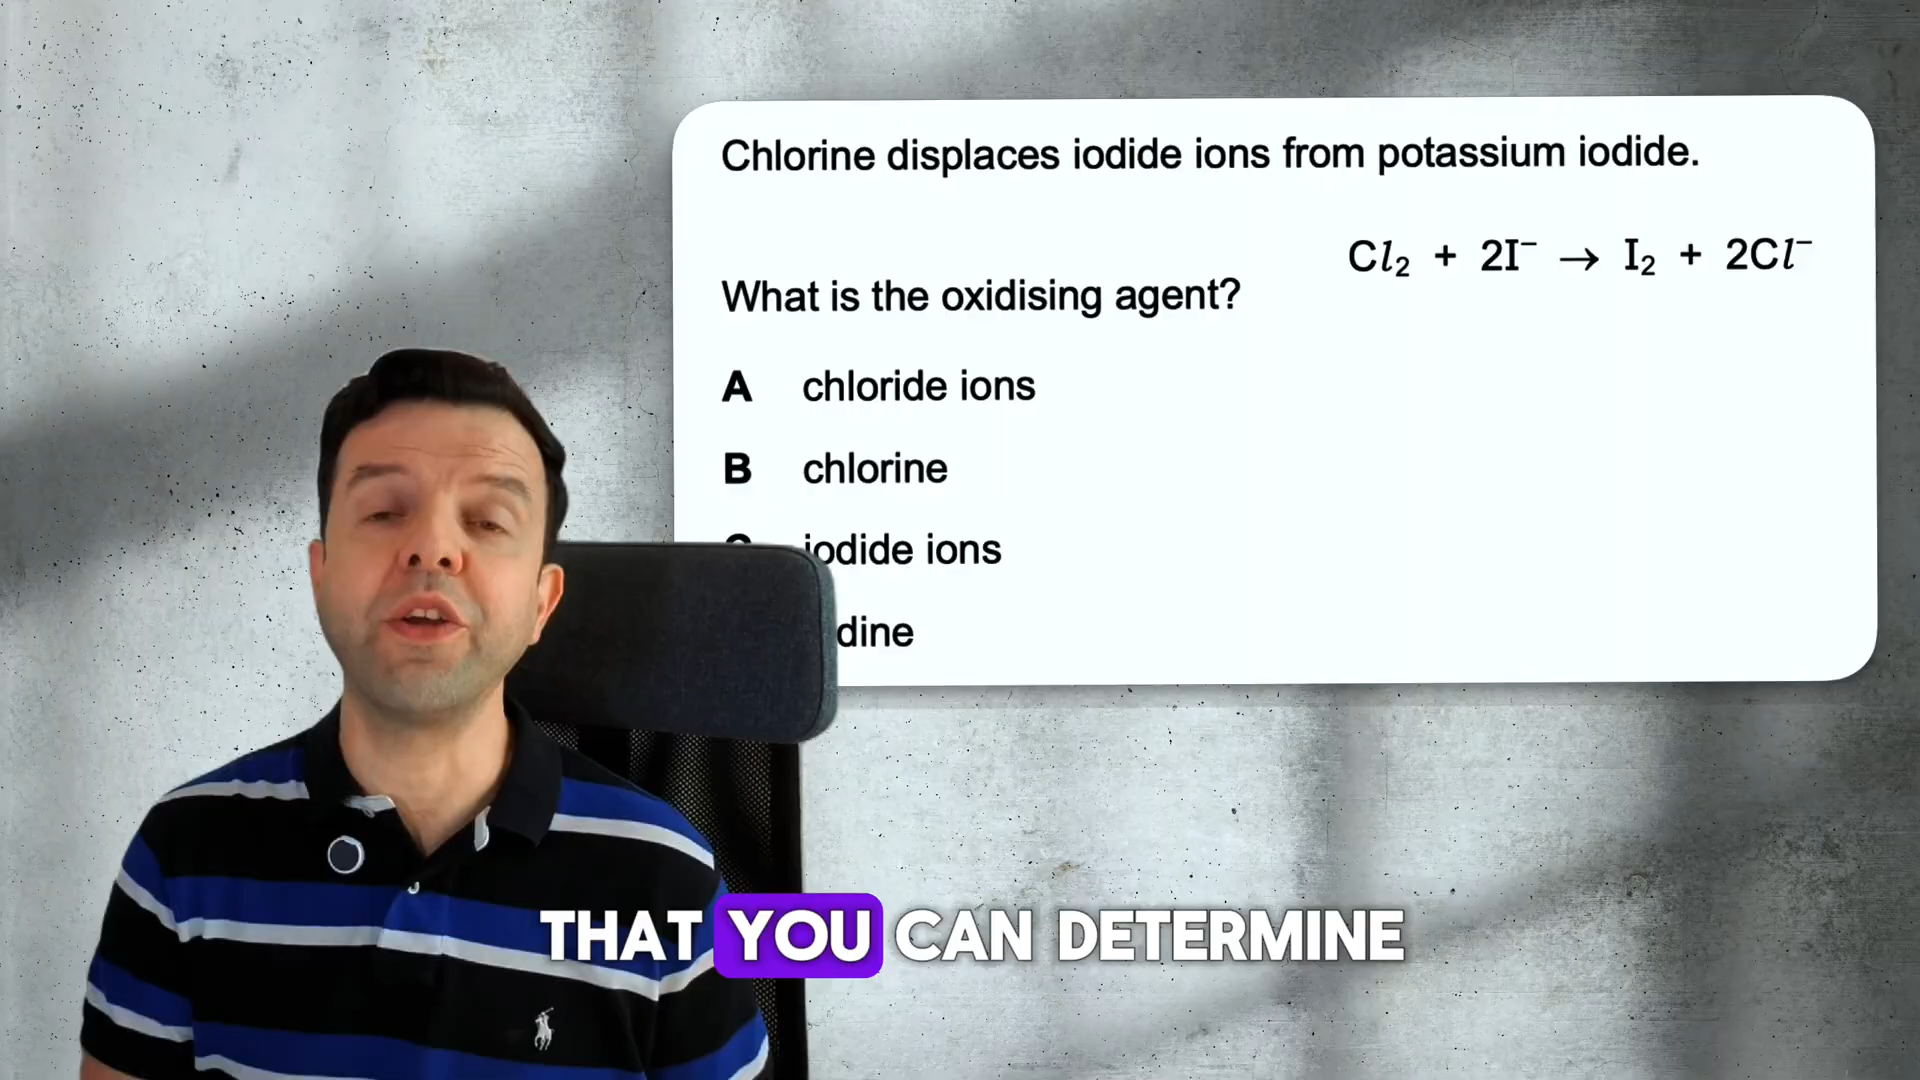 Chlorine displaces iodide ions from potassium iodide.
Cl₂ + 2I⁻ → I₂ + 2Cl⁻
What is the oxidising agent?
A chloride ions
B chlorine
iodide ions
THAT YOU CAN DETERMINE